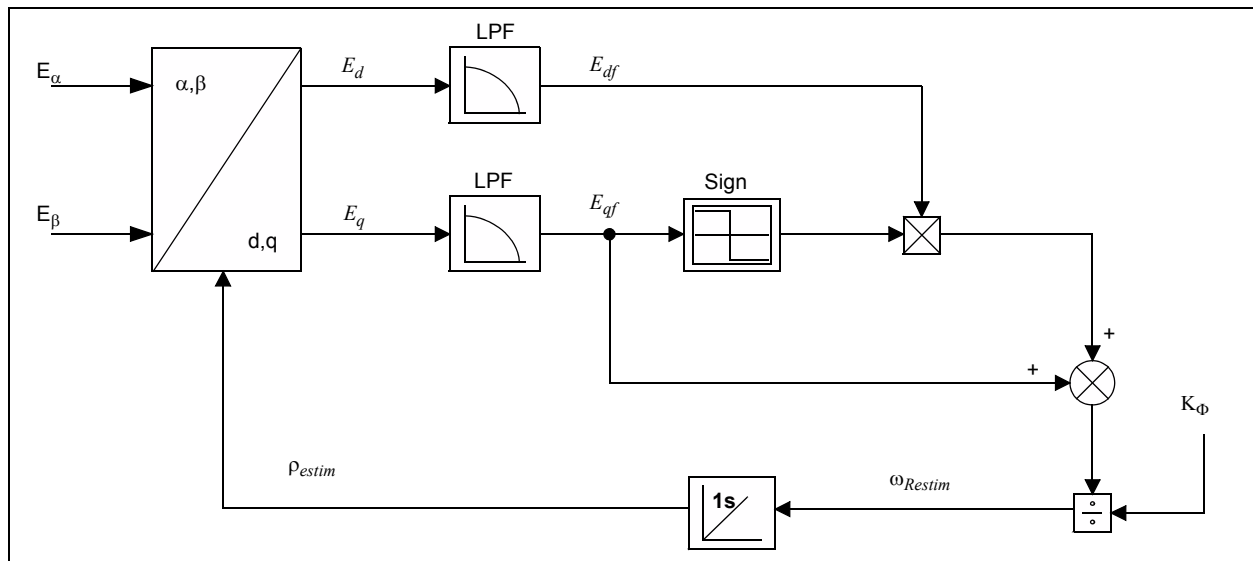 LPF
E_α
α,β
E_d
E_df
LPF
Sign
E_β
E_q
E_qf
d,q
+
+
K_Φ
ρ_estim
1s
ω_Restim
÷